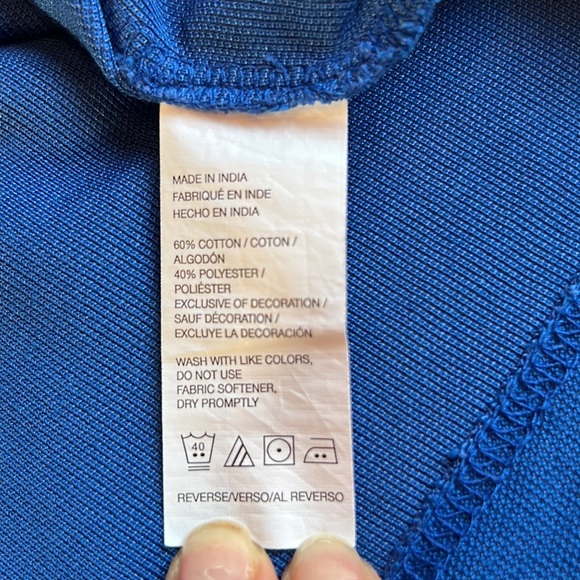 MADE IN INDIA
FABRIQUÉ EN INDE
HECHO EN INDIA
60% COTTON / COTON /
ALGODÓN
40% POLYESTER /
POLIÉSTER
EXCLUSIVE OF DECORATION /
SAUF DÉCORATION /
EXCLUYE LA DECORACIÓN
WASH WITH LIKE COLORS,
DO NOT USE
FABRIC SOFTENER,
DRY PROMPTLY
40
REVERSE/VERSO/AL REVERSO